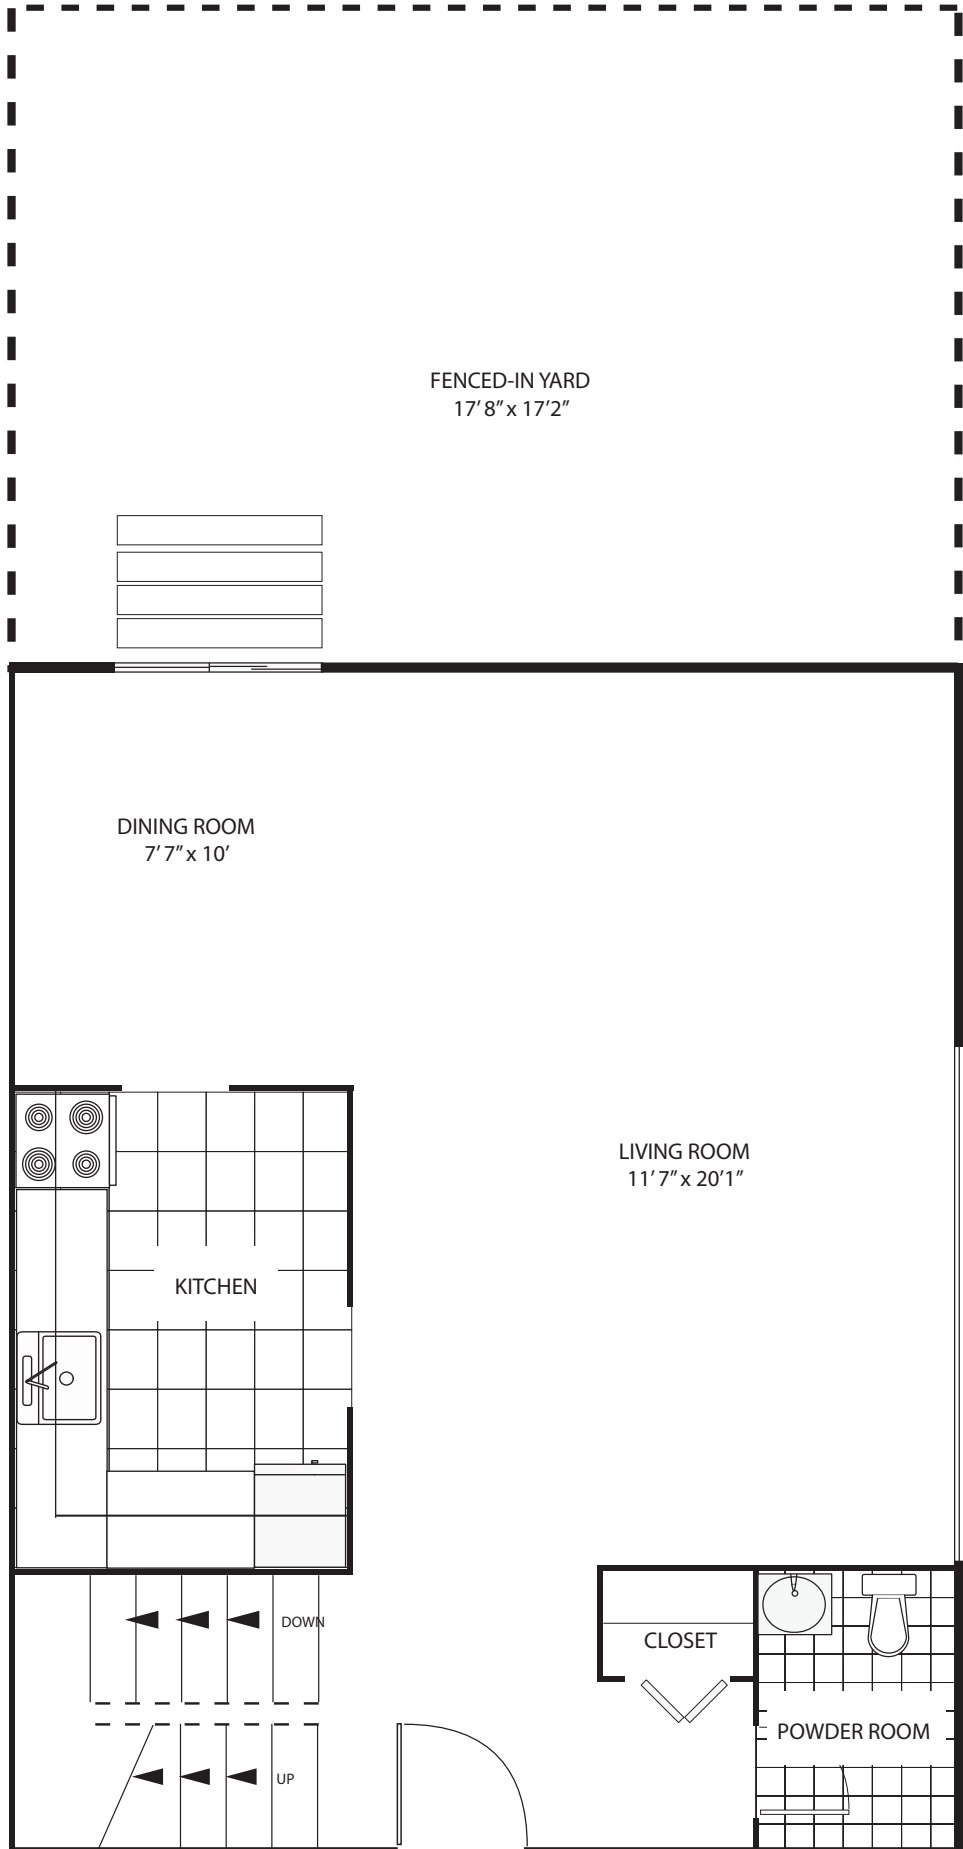 FENCED-IN YARD
17’ 8” x 17’2”
DINING ROOM
7’ 7” x 10’
LIVING ROOM
11’ 7” x 20’1”
KITCHEN
DOWN
CLOSET
POWDER ROOM
UP